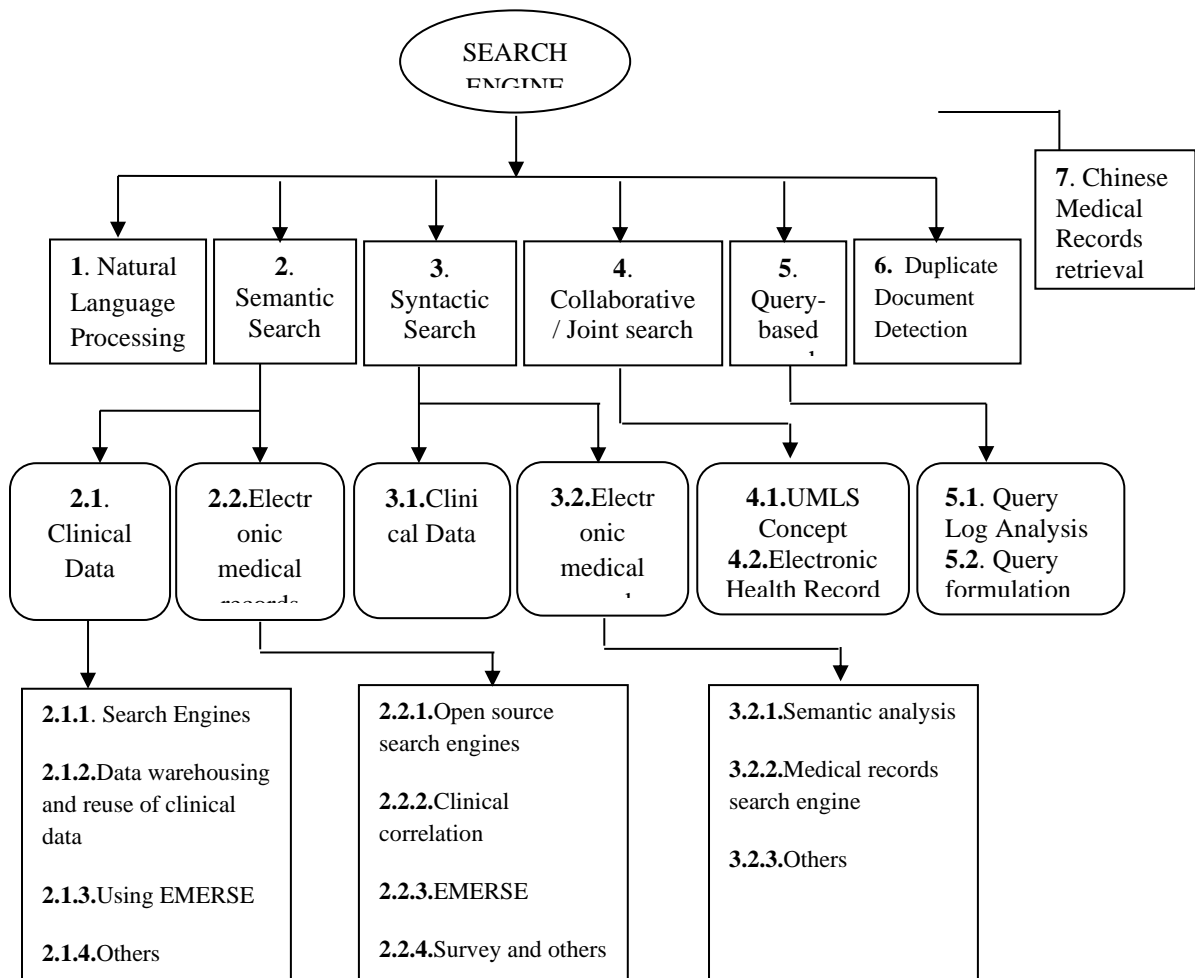 SEARCH
ENGINE
7. Chinese
Medical
Records
retrieval
1. Natural
Language
Processing
2.
Semantic
Search
3.
Syntactic
Search
4.
Collaborative
/ Joint search
5.
Query-
based
6. Duplicate
Document
Detection
2.1.
Clinical
Data
2.2.Electr
onic
medical
records
3.1.Clini
cal Data
3.2.Electr
onic
medical
4.1.UMLS
Concept
4.2.Electronic
Health Record
5.1. Query
Log Analysis
5.2. Query
formulation
2.1.1. Search Engines
2.1.2.Data warehousing
and reuse of clinical
data
2.1.3.Using EMERSE
2.1.4.Others
2.2.1.Open source
search engines
2.2.2.Clinical
correlation
2.2.3.EMERSE
2.2.4.Survey and others
3.2.1.Semantic analysis
3.2.2.Medical records
search engine
3.2.3.Others